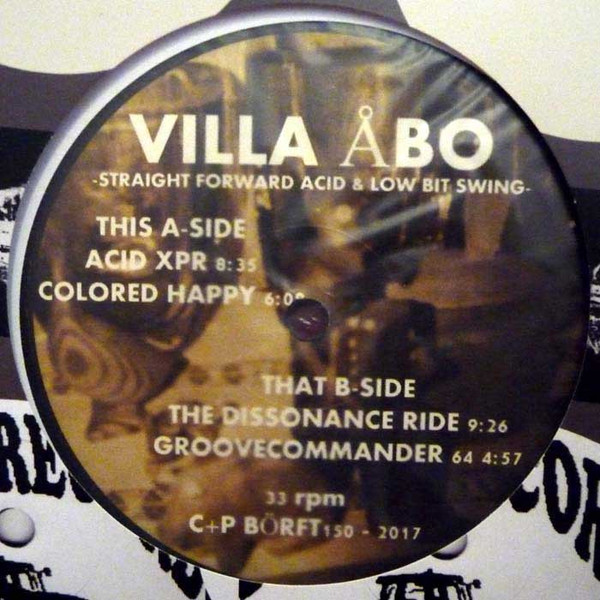 VILLA ÅBO
-STRAIGHT FORWARD ACID & LOW BIT SWING-
THIS A-SIDE
ACID XPR 8:35
COLORED HAPPY
THAT B-SIDE
THE DISSONANCE RIDE 9:26
GROOVECOMMANDER 64 4:57
33 rpm
C+P BÖRFT150 - 2017